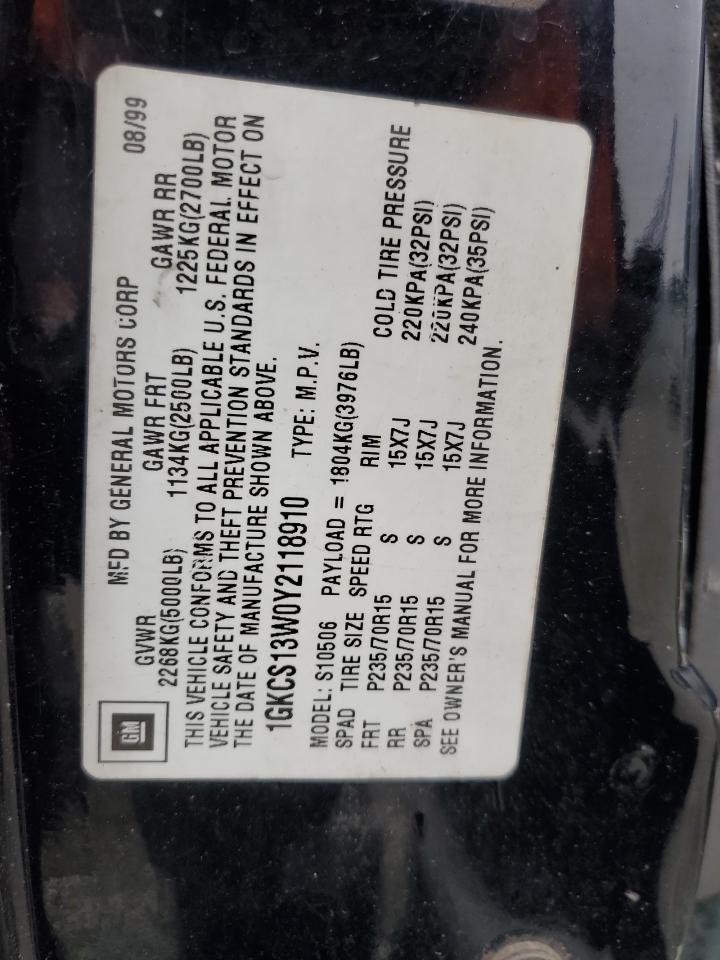 GM
MFD BY GENERAL MOTORS CORP 08/99
GVWR GAWR FRT GAWR RR
2268KG(5000LB) 1134KG(2500LB) 1225KG(2700LB)
THIS VEHICLE CONFORMS TO ALL APPLICABLE U.S. FEDERAL MOTOR
VEHICLE SAFETY AND THEFT PREVENTION STANDARDS IN EFFECT ON
THE DATE OF MANUFACTURE SHOWN ABOVE.
1GKCS13W0Y2118910 TYPE: M.P.V.
MODEL: S10506 PAYLOAD = 1804KG(3976LB)
SPAD TIRE SIZE SPEED RTG RIM COLD TIRE PRESSURE
FRT P235/70R15 S 15X7J 220KPA(32PSI)
RR P235/70R15 S 15X7J 220KPA(32PSI)
SPA P235/70R15 S 15X7J 240KPA(35PSI)
SEE OWNER'S MANUAL FOR MORE INFORMATION.